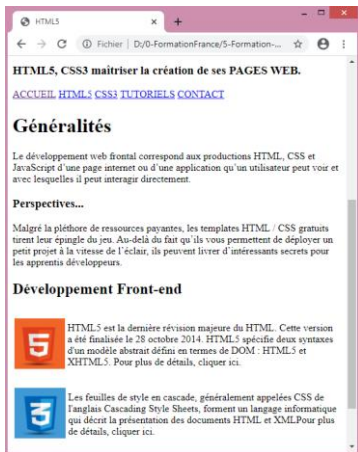 HTML5
Fichier | D:/0-FormationFrance/5-Formation-...
HTML5, CSS3 maitriser la création de ses PAGES WEB.
ACCUEIL HTML5 CSS3 TUTORIELS CONTACT
Généralités
Le développement web frontal correspond aux productions HTML, CSS et
JavaScript d’une page internet ou d’une application qu’un utilisateur peut voir et
avec lesquelles il peut interagir directement.
Perspectives...
Malgré la pléthore de ressources payantes, les templates HTML / CSS gratuits
tirent leur épingle du jeu. Au-delà du fait qu’ils vous permettent de déployer un
petit projet à la vitesse de l’éclair, ils peuvent livrer d’intéressants secrets pour
les apprentis développeurs.
Développement Front-end
5
HTML5 est la dernière révision majeure du HTML. Cette version
a été finalisée le 28 octobre 2014. HTML5 spécifie deux syntaxes
d'un modèle abstrait défini en termes de DOM : HTML5 et
XHTML5. Pour plus de détails, cliquer ici.
3
Les feuilles de style en cascade, généralement appelées CSS de
l'anglais Cascading Style Sheets, forment un langage informatique
qui décrit la présentation des documents HTML et XMLPour plus
de détails, cliquer ici.